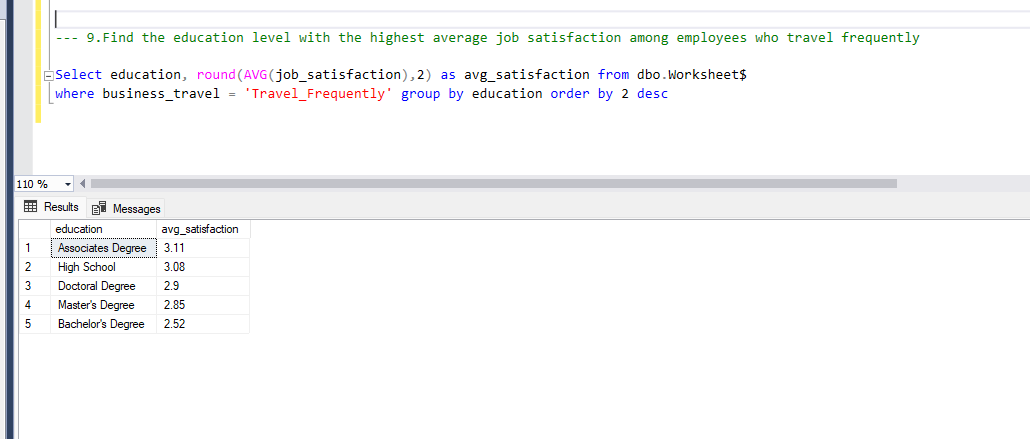 --- 9.Find the education level with the highest average job satisfaction among employees who travel frequently
Select education, round(AVG(job_satisfaction),2) as avg_satisfaction from dbo.Worksheet$
where business_travel = 'Travel_Frequently' group by education order by 2 desc
110 %
Results Messages
education avg_satisfaction
1 Associates Degree 3.11
2 High School 3.08
3 Doctoral Degree 2.9
4 Master's Degree 2.85
5 Bachelor's Degree 2.52